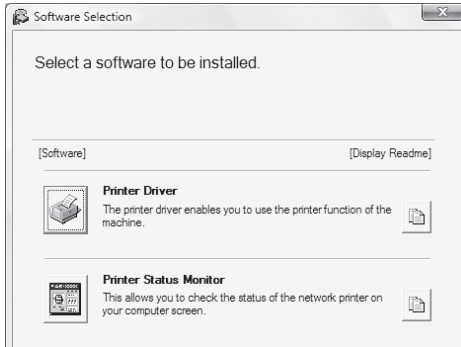 Software Selection
Select a software to be installed.
[Software] [Display Readme]
Printer Driver
The printer driver enables you to use the printer function of the
machine.
Printer Status Monitor
This allows you to check the status of the network printer on
your computer screen.